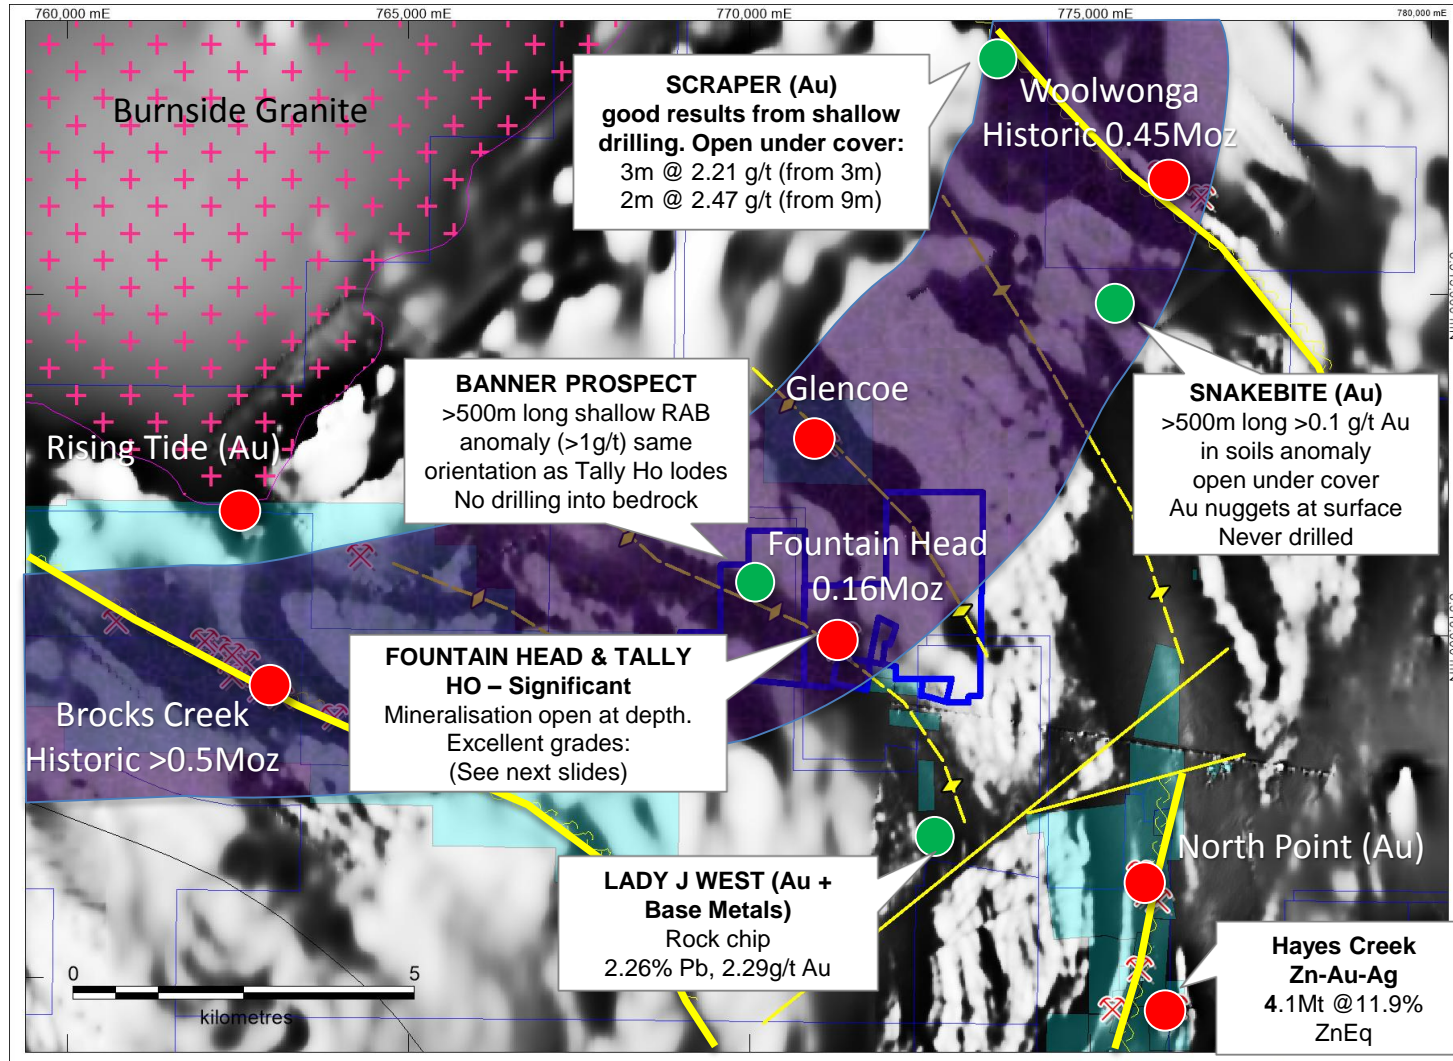 760,000 mE
765,000 mE
770,000 mE
775,000 mE
780,000 mE
Burnside Granite
SCRAPER (Au)
good results from shallow
drilling. Open under cover:
3m @ 2.21 g/t (from 3m)
2m @ 2.47 g/t (from 9m)
Woolwonga
Historic 0.45Moz
BANNER PROSPECT
>500m long shallow RAB
anomaly (>1g/t) same
orientation as Tally Ho lodes
No drilling into bedrock
Glencoe
SNAKEBITE (Au)
>500m long >0.1 g/t Au
in soils anomaly
open under cover
Au nuggets at surface
Never drilled
Rising Tide (Au)
Fountain Head
0.16Moz
FOUNTAIN HEAD & TALLY
HO – Significant
Mineralisation open at depth.
Excellent grades:
(See next slides)
Brocks Creek
Historic >0.5Moz
North Point (Au)
LADY J WEST (Au +
Base Metals)
Rock chip
2.26% Pb, 2.29g/t Au
Hayes Creek
Zn-Au-Ag
4.1Mt @11.9%
ZnEq
0
5
kilometres